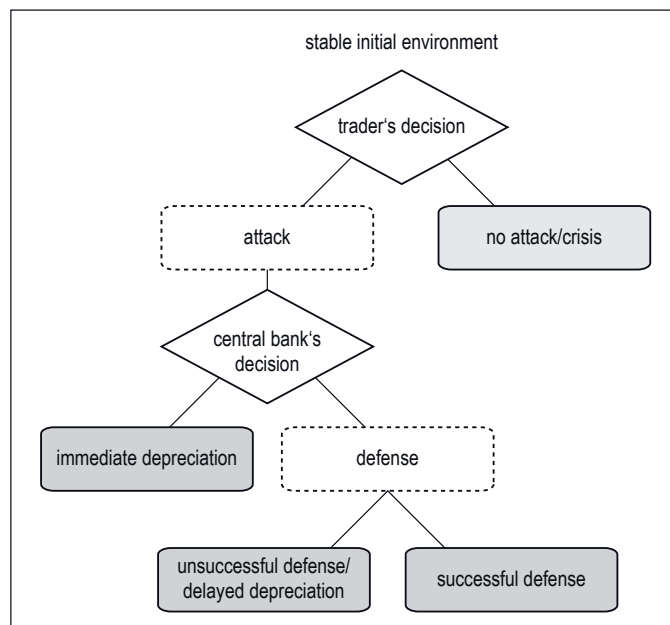 stable initial environment
trader‘s decision
attack
no attack/crisis
central bank‘s
decision
immediate depreciation
defense
unsuccessful defense/
delayed depreciation
successful defense